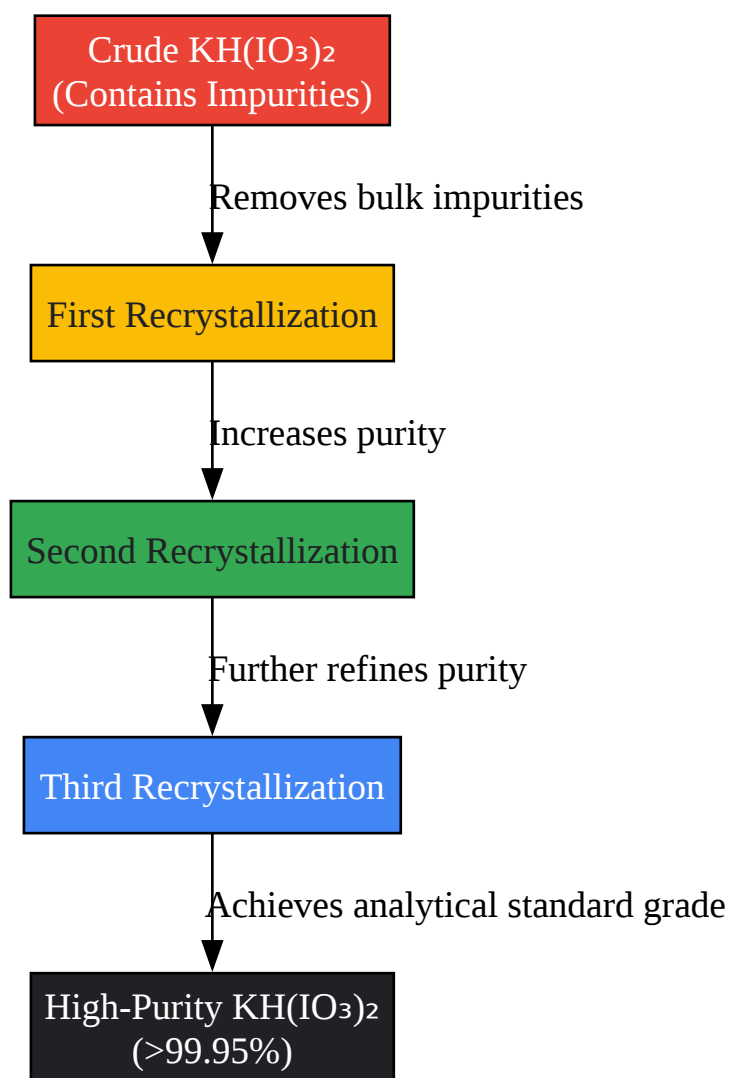 Crude KH(IO₃)₂
(Contains Impurities)
Removes bulk impurities
First Recrystallization
Increases purity
Second Recrystallization
Further refines purity
Third Recrystallization
Achieves analytical standard grade
High-Purity KH(IO₃)₂
(>99.95%)